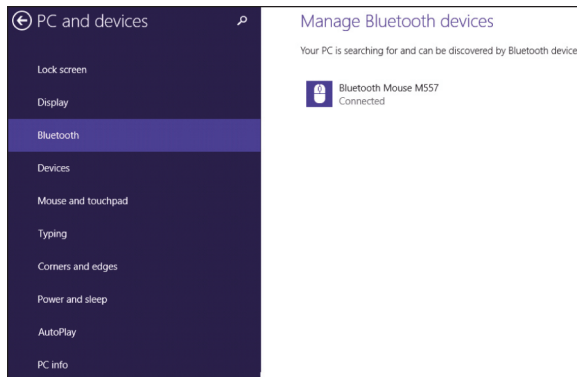 PC and devices
Lock screen
Display
Bluetooth
Devices
Mouse and touchpad
Typing
Corners and edges
Power and sleep
AutoPlay
PC info
Manage Bluetooth devices
Your PC is searching for and can be discovered by Bluetooth device
Bluetooth Mouse M557
Connected